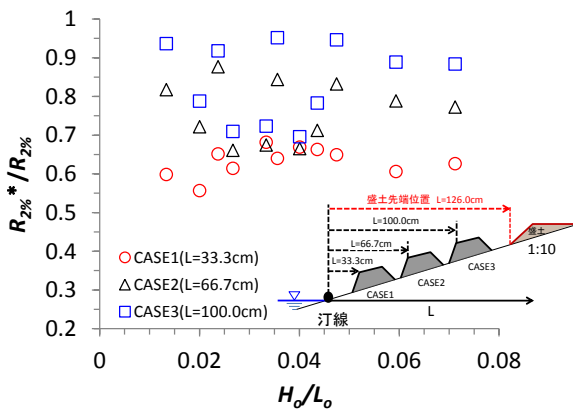 1
0.9
0.8
0.7
0.6
0.5
0.4
0.3
0.2
R2%*/R2%
CASE1(L=33.3cm)
CASE2(L=66.7cm)
CASE3(L=100.0cm)
盛土先端位置 L=126.0cm
L=100.0cm
L=66.7cm
L=33.3cm
盛土
1:10
CASE3
CASE2
CASE1
L
汀線
0
0.02
0.04
0.06
0.08
Ho/Lo